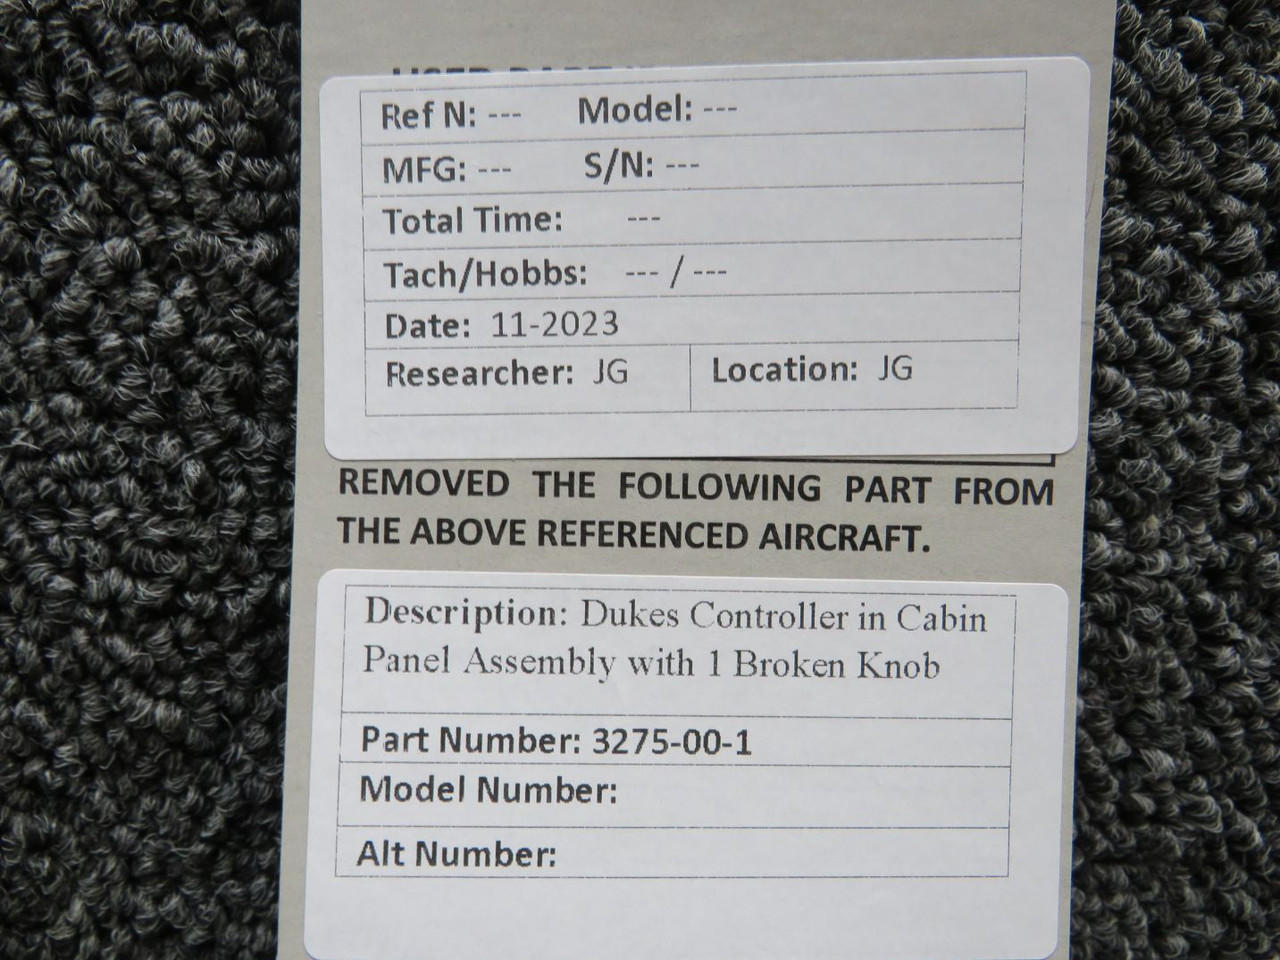 Ref N: --- Model: ---
MFG: --- S/N: ---
Total Time: ---
Tach/Hobbs: --- / ---
Date: 11-2023
Researcher: JG Location: JG
REMOVED THE FOLLOWING PART FROM
THE ABOVE REFERENCED AIRCRAFT.
Description: Dukes Controller in Cabin
Panel Assembly with 1 Broken Knob
Part Number: 3275-00-1
Model Number:
Alt Number: